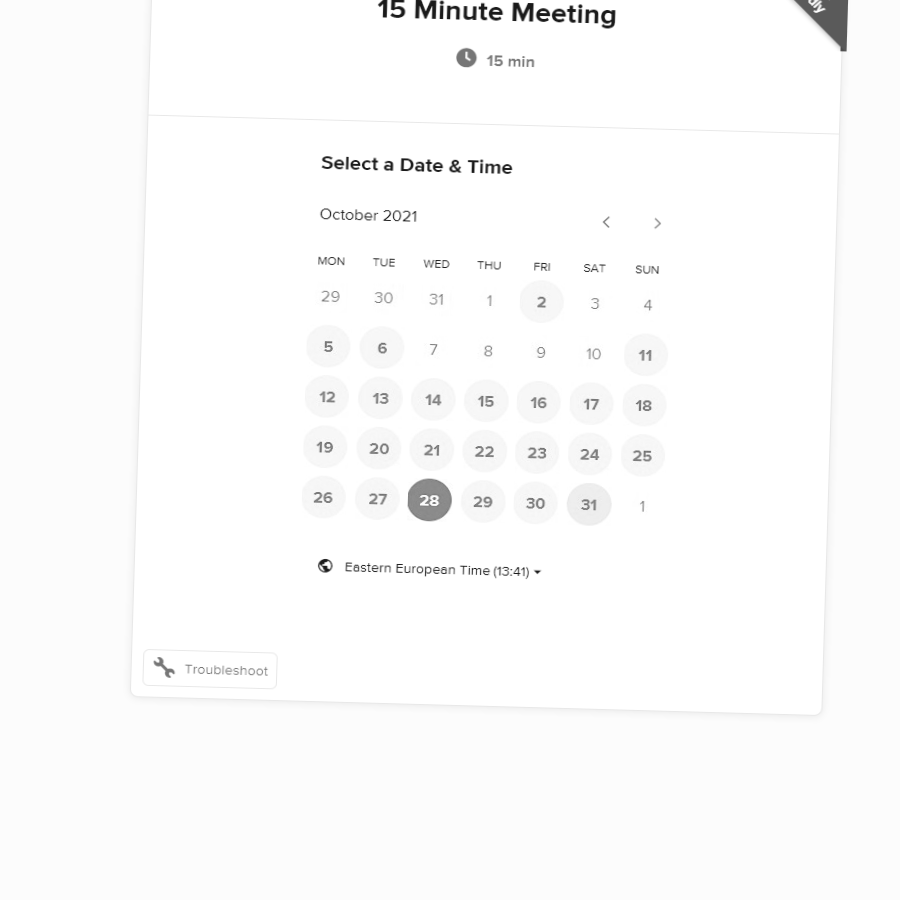 15 Minute Meeting
15 min
Select a Date & Time
October 2021
MON TUE WED THU FRI SAT SUN
29 30 31 1 2 3 4
5 6 7 8 9 10 11
12 13 14 15 16 17 18
19 20 21 22 23 24 25
26 27 28 29 30 31 1
Eastern European Time (13:41)
Troubleshoot